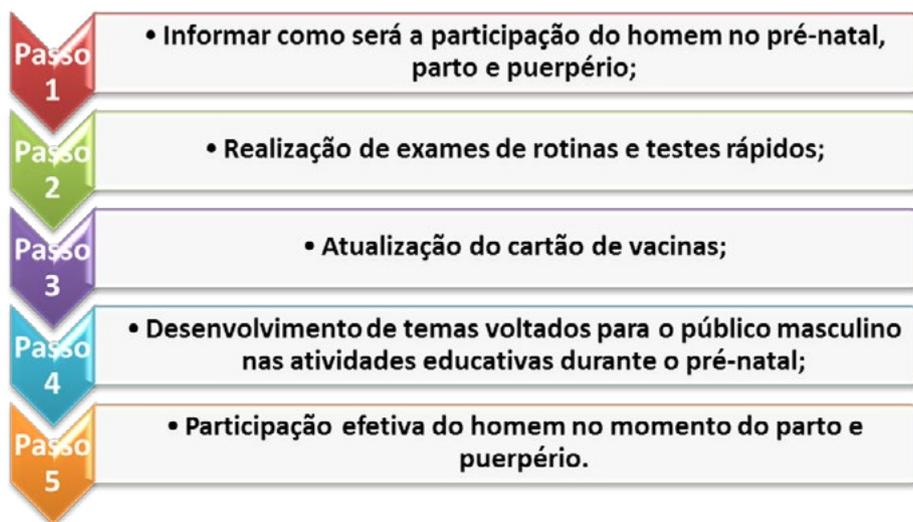 Passo
1
• Informar como será a participação do homem no pré-natal,
parto e puerpério;
Passo
2
• Realização de exames de rotinas e testes rápidos;
Passo
3
• Atualização do cartão de vacinas;
Passo
4
• Desenvolvimento de temas voltados para o público masculino
nas atividades educativas durante o pré-natal;
Passo
5
• Participação efetiva do homem no momento do parto e
puerpério.